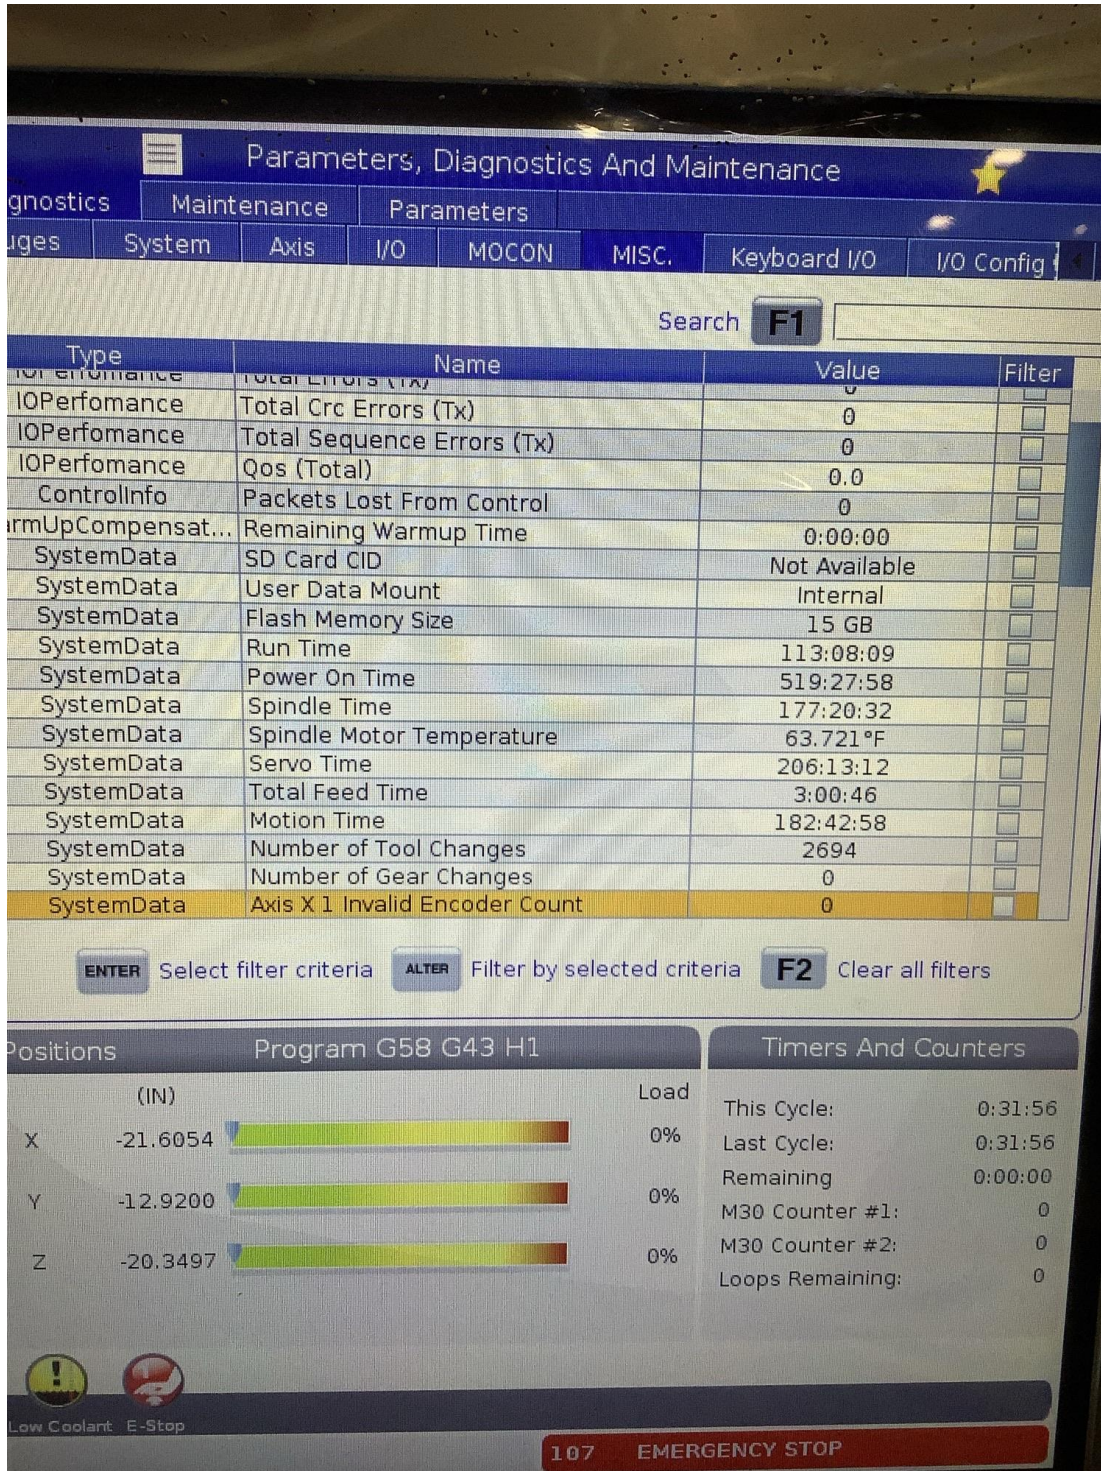 Parameters, Diagnostics And Maintenance
gnostics Maintenance Parameters
uges System Axis I/O MOCON MISC. Keyboard I/O I/O Config
Search F1
Type Name Value Filter
IOPerfomance Total Errors (Tx) 0
IOPerfomance Total Crc Errors (Tx) 0
IOPerfomance Total Sequence Errors (Tx) 0
IOPerfomance Qos (Total) 0.0
ControlInfo Packets Lost From Control 0
armUpCompensat... Remaining Warmup Time 0:00:00
SystemData SD Card CID Not Available
SystemData User Data Mount Internal
SystemData Flash Memory Size 15 GB
SystemData Run Time 113:08:09
SystemData Power On Time 519:27:58
SystemData Spindle Time 177:20:32
SystemData Spindle Motor Temperature 63.721°F
SystemData Servo Time 206:13:12
SystemData Total Feed Time 3:00:46
SystemData Motion Time 182:42:58
SystemData Number of Tool Changes 2694
SystemData Number of Gear Changes 0
SystemData Axis X 1 Invalid Encoder Count 0
ENTER Select filter criteria ALTER Filter by selected criteria F2 Clear all filters
Positions Program G58 G43 H1
(IN) Load
X -21.6054 0%
Y -12.9200 0%
Z -20.3497 0%
Timers And Counters
This Cycle: 0:31:56
Last Cycle: 0:31:56
Remaining 0:00:00
M30 Counter #1: 0
M30 Counter #2: 0
Loops Remaining: 0
Low Coolant E-Stop
107 EMERGENCY STOP